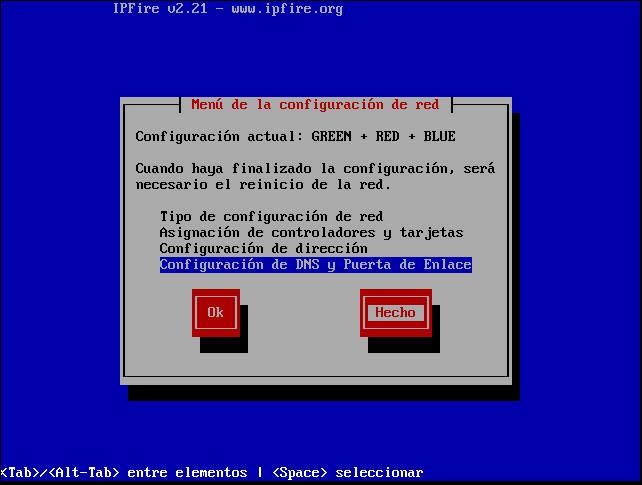 IPFire v2.21 - www.ipfire.org
Menú de la configuración de red
Configuración actual: GREEN + RED + BLUE
Cuando haya finalizado la configuración, será
necesario el reinicio de la red.
Tipo de configuración de red
Asignación de controladores y tarjetas
Configuración de dirección
Configuración de DNS y Puerta de Enlace
Ok
Hecho
<Tab>/<Alt-Tab> entre elementos | <Space> seleccionar